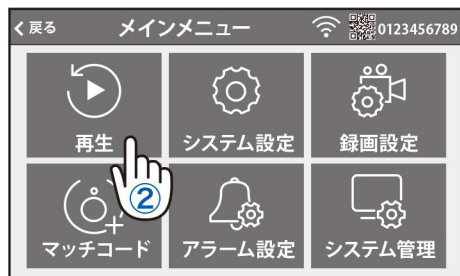 <戻る メインメニュー 0123456789
再生 システム設定 録画設定
②
マッチコード アラーム設定 システム管理